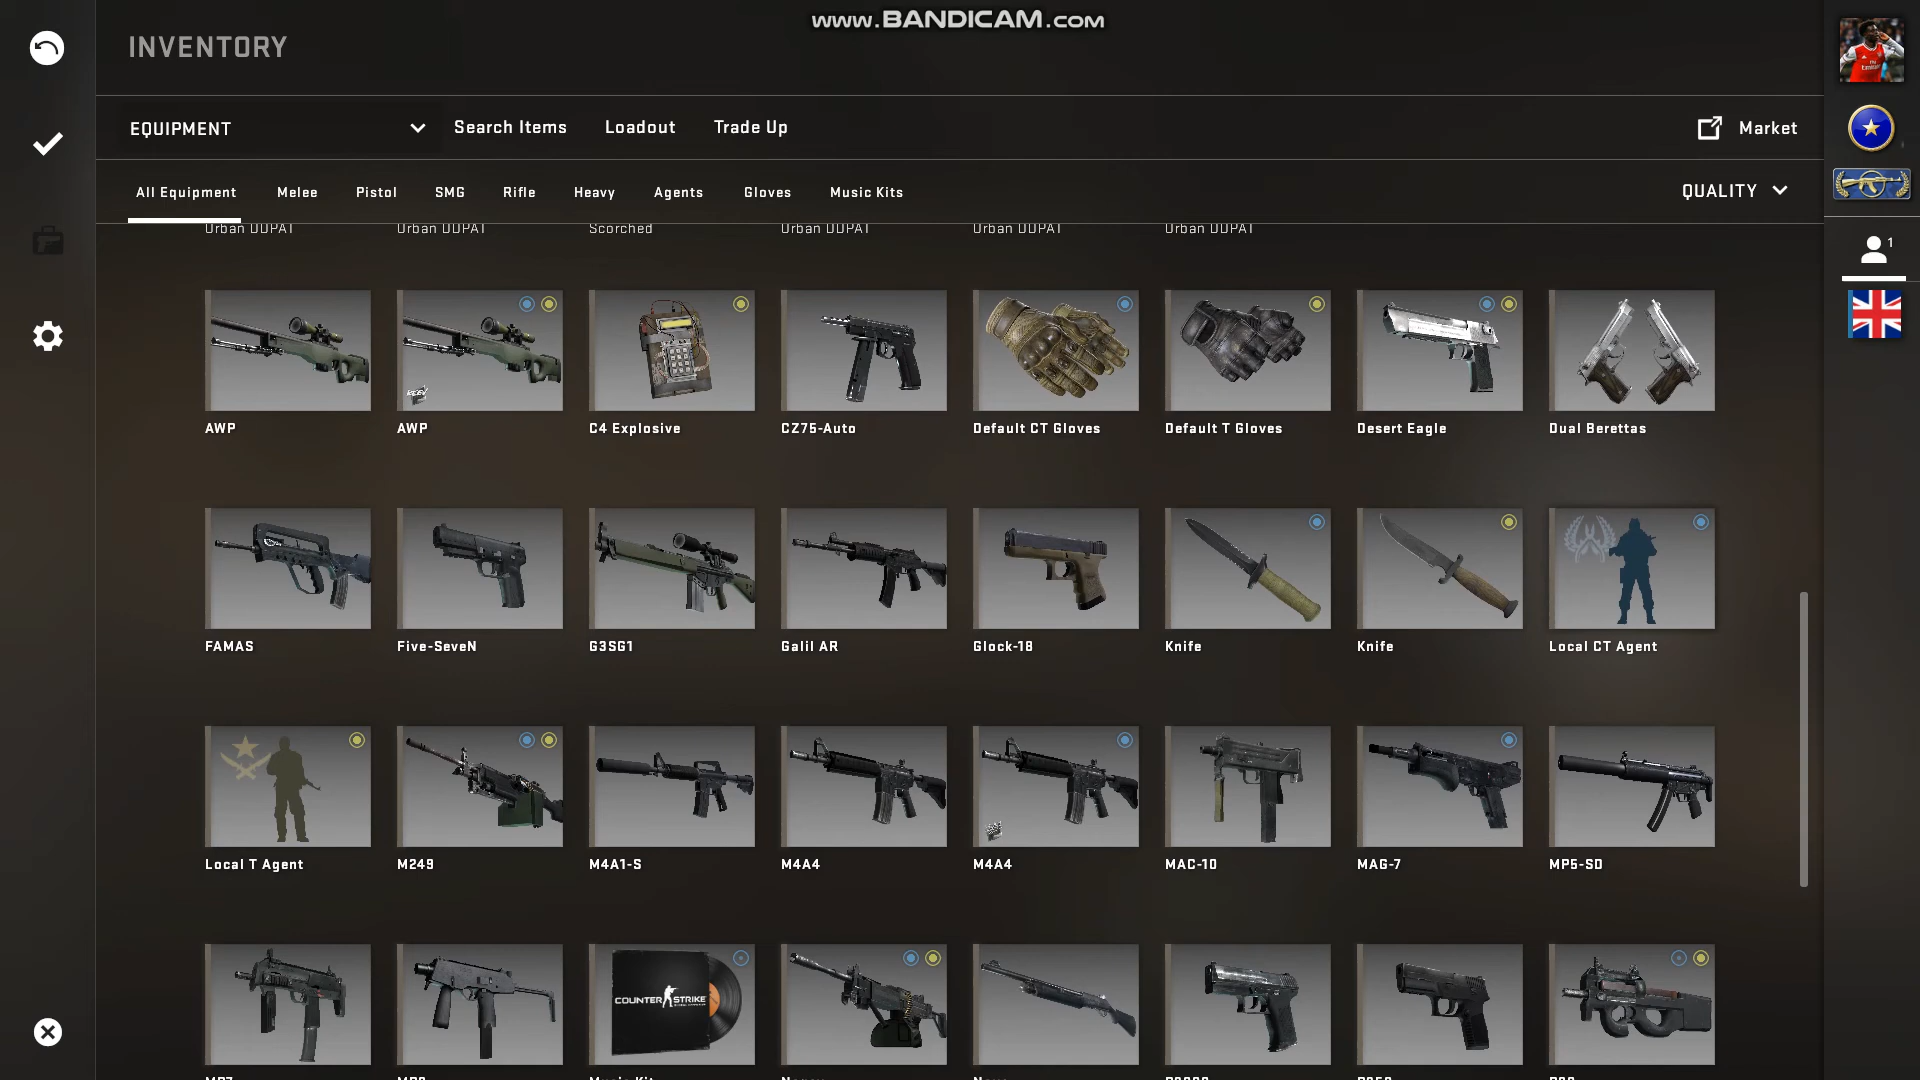 www.BANDICAM.com
INVENTORY
EQUIPMENT
Search Items
Loadout
Trade Up
Market
All Equipment
Melee
Pistol
SMG
Rifle
Heavy
Agents
Gloves
Music Kits
QUALITY
1
Urban DDPAT
Urban DDPAT
Scorched
Urban DDPAT
Urban DDPAT
Urban DDPAT
AWP
AWP
C4 Explosive
CZ75-Auto
Default CT Gloves
Default T Gloves
Desert Eagle
Dual Berettas
FAMAS
Five-SeveN
G3SG1
Galil AR
Glock-18
Knife
Knife
Local CT Agent
Local T Agent
M249
M4A1-S
M4A4
M4A4
MAC-10
MAG-7
MP5-SD
COUNTER STRIKE